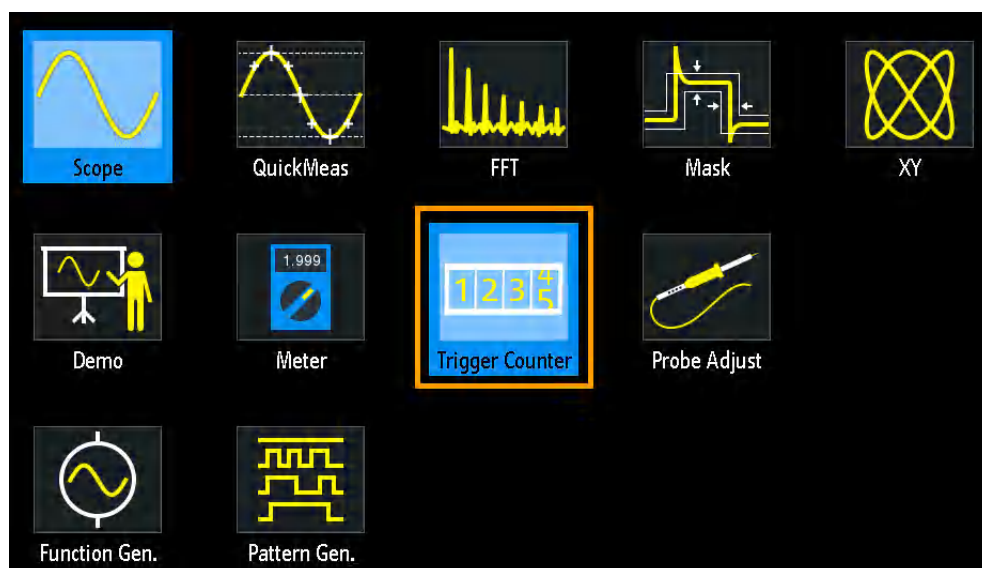 Scope
QuickMeas
FFT
Mask
XY
Demo
1.999
Meter
1 2 3 4
5
Trigger Counter
Probe Adjust
Function Gen.
Pattern Gen.